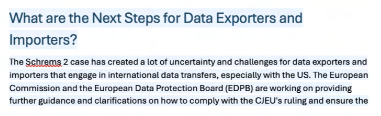 What are the Next Steps for Data Exporters and
Importers?
The Schrems 2 case has created a lot of uncertainty and challenges for data exporters and
importers that engage in international data transfers, especially with the US. The European
Commission and the European Data Protection Board (EDPB) are working on providing
further guidance and clarifications on how to comply with the CJEU's ruling and ensure the